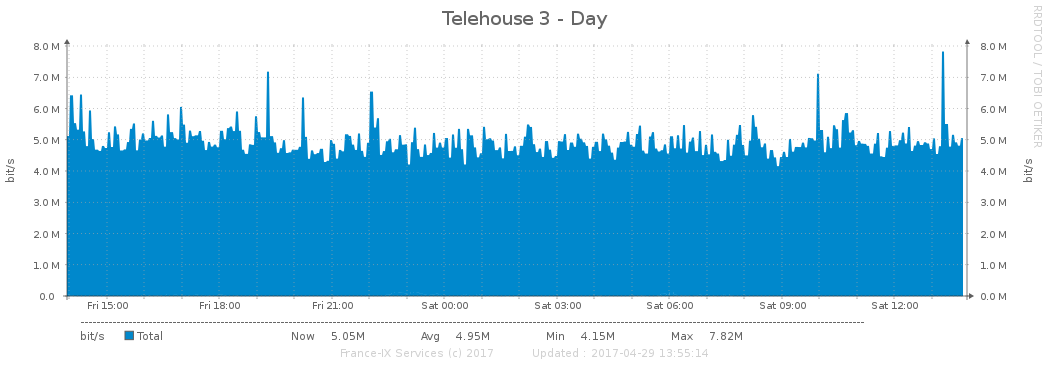 Telehouse 3 - Day
RRDTOOL / TOBI OETIKER
bit/s
8.0 M 8.0 M
7.0 M 7.0 M
6.0 M 6.0 M
5.0 M 5.0 M
4.0 M 4.0 M
3.0 M 3.0 M
2.0 M 2.0 M
1.0 M 1.0 M
0.0 0.0 M
bit/s
Fri 15:00 Fri 18:00 Fri 21:00 Sat 00:00 Sat 03:00 Sat 06:00 Sat 09:00 Sat 12:00
bit/s Total Now 5.05M Avg 4.95M Min 4.15M Max 7.82M
France-IX Services (c) 2017 Updated : 2017-04-29 13:55:14